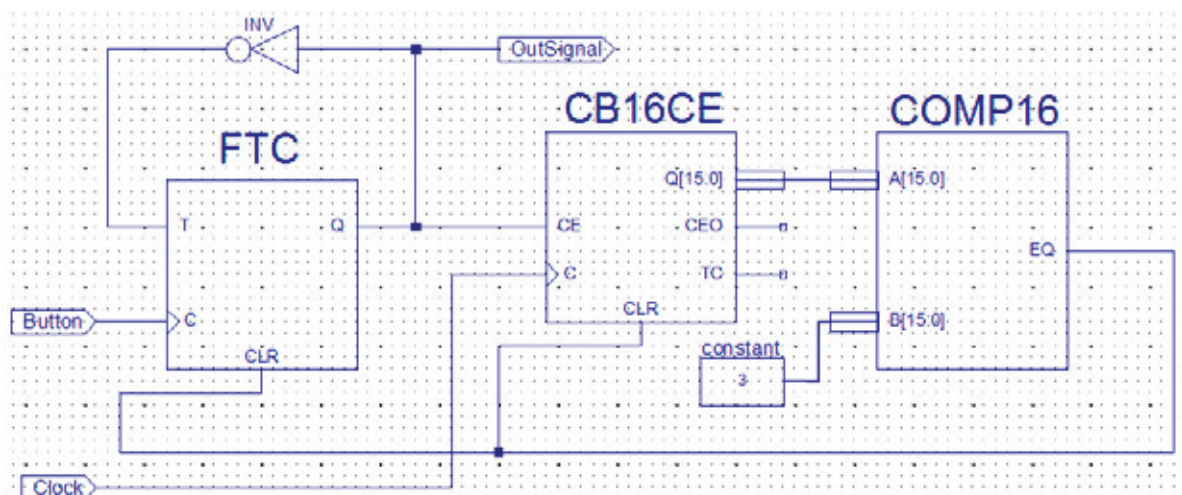 INV
OutSignal
CB16CE
COMP16
FTC
Q[15.0]
A[15.0]
T
Q
CE
CEO
EQ
C
TC
Button
C
CLR
B[15:0]
CLR
constant
3
Clock